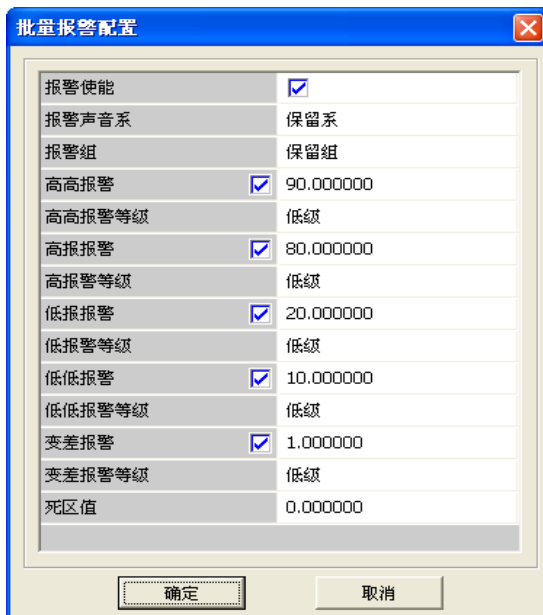 批量报警配置
报警使能
报警声音系 保留系
报警组 保留组
高高报警 90.000000
高高报警等级 低级
高报报警 80.000000
高报警等级 低级
低报报警 20.000000
低报警等级 低级
低低报警 10.000000
低低报警等级 低级
变差报警 1.000000
变差报警等级 低级
死区值 0.000000
确定 取消